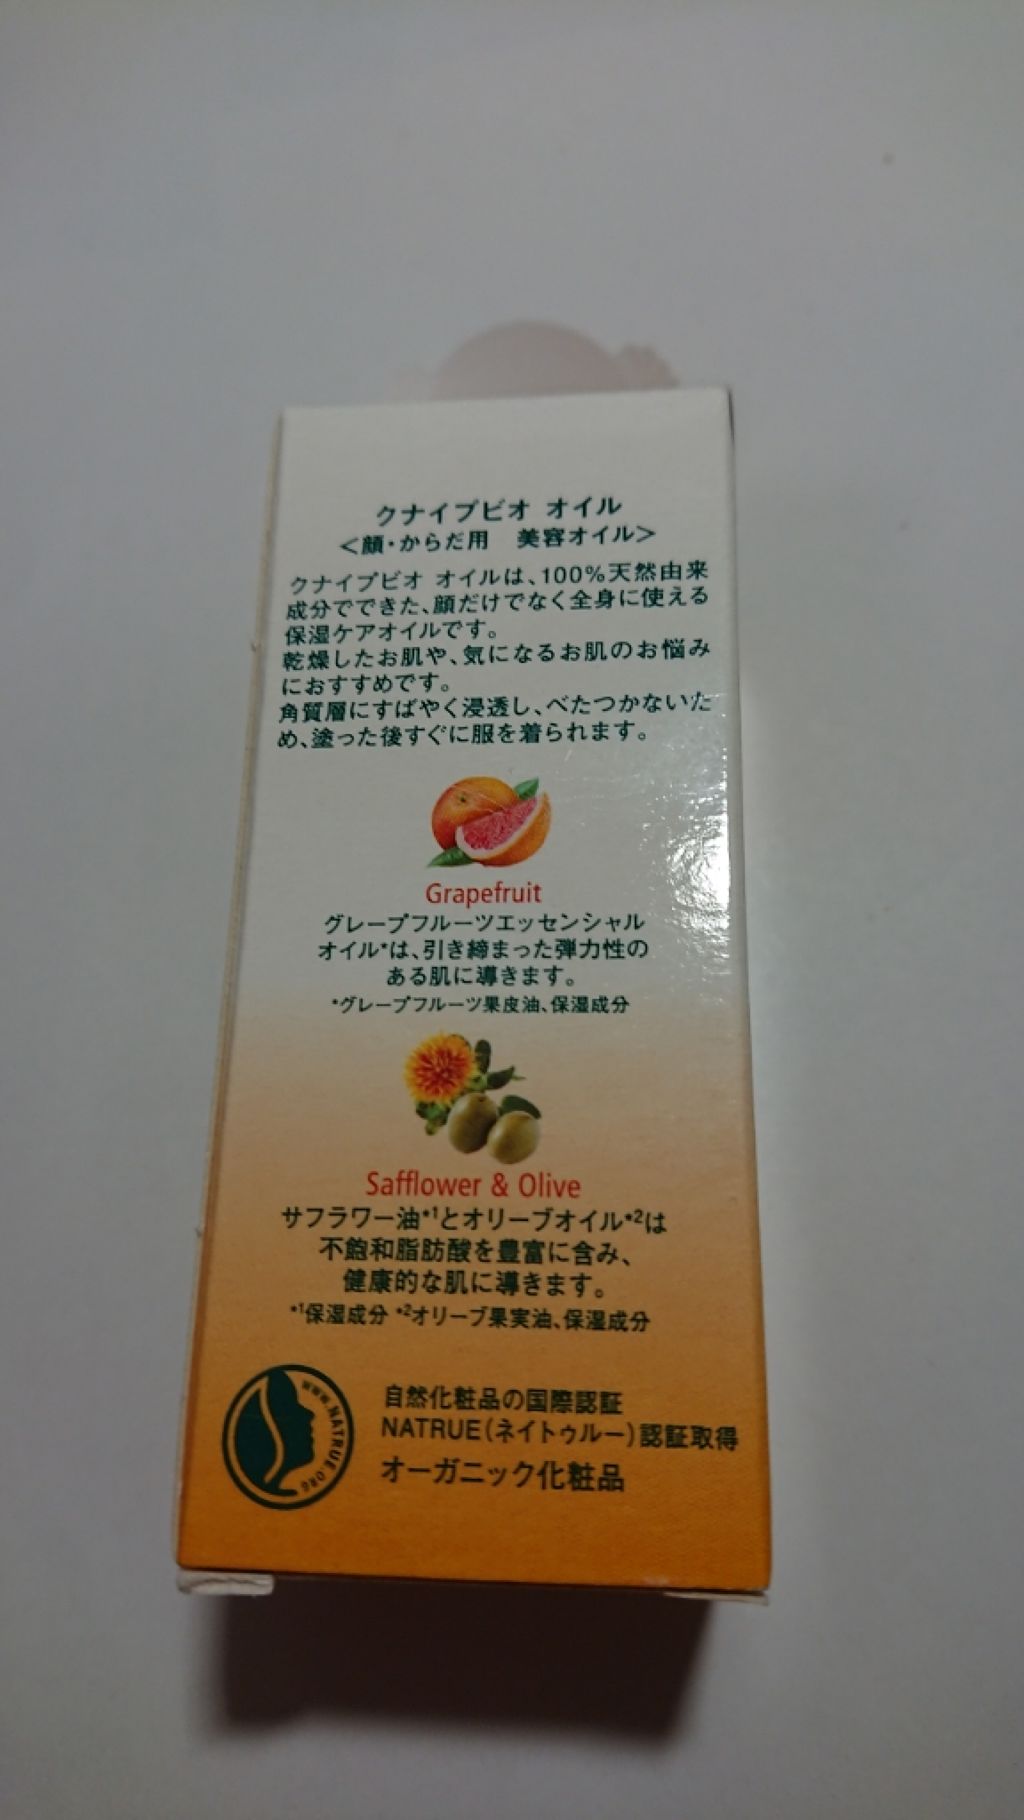 クナイプビオ オイル
＜顔・からだ用　美容オイル＞
クナイプビオ オイルは、100%天然由来
成分でできた、顔だけでなく全身に使える
保湿ケアオイルです。
乾燥したお肌や、気になるお肌のお悩み
におすすめです。
角質層にすばやく浸透し、べたつかないた
め、塗った後すぐに服を着られます。
Grapefruit
グレープフルーツエッセンシャル
オイル*は、引き締まった弾力性の
ある肌に導きます。
*グレープフルーツ果皮油、保湿成分
Safflower & Olive
サフラワー油*1とオリーブオイル*2は
不飽和脂肪酸を豊富に含み、
健康的な肌に導きます。
*1保湿成分 *2オリーブ果実油、保湿成分
WWW.NATRUE.ORG
自然化粧品の国際認証
NATRUE(ネイトゥルー)認証取得
オーガニック化粧品